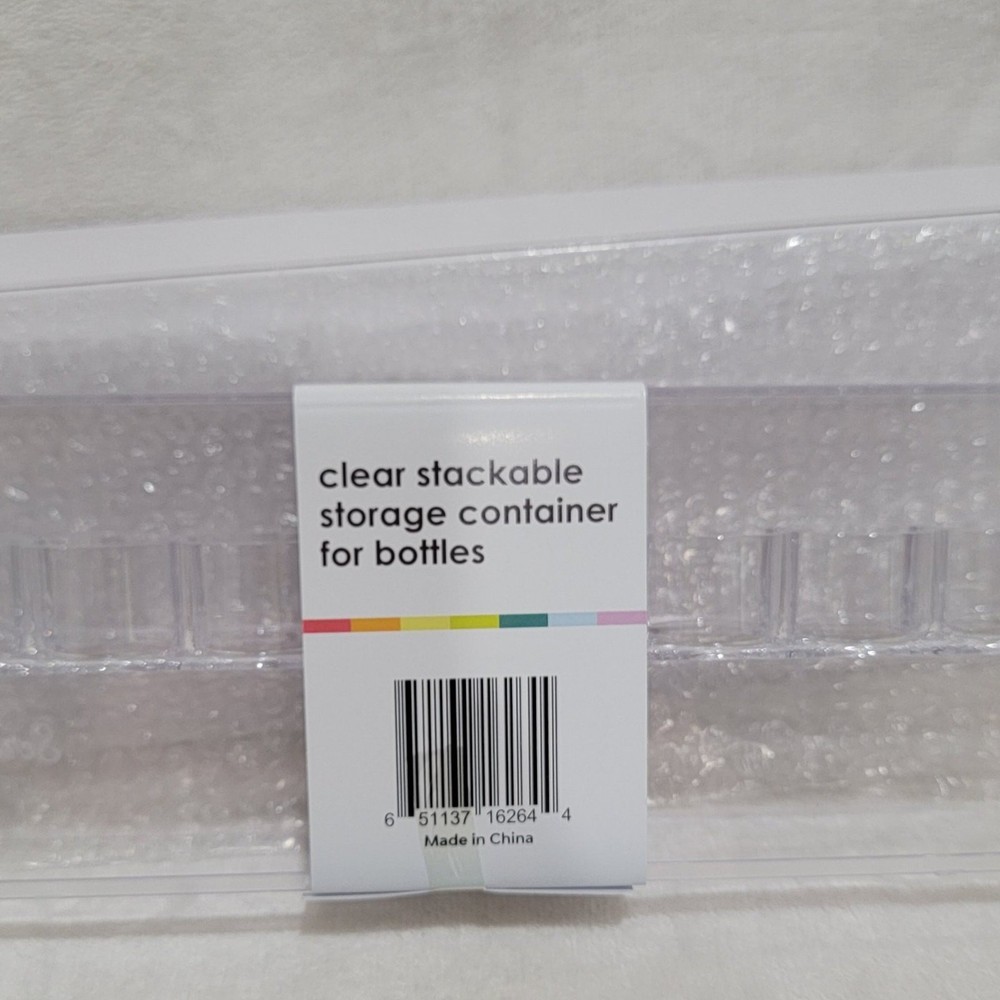 clear stackable
storage container
for bottles
6 51137 16264 4
Made in China